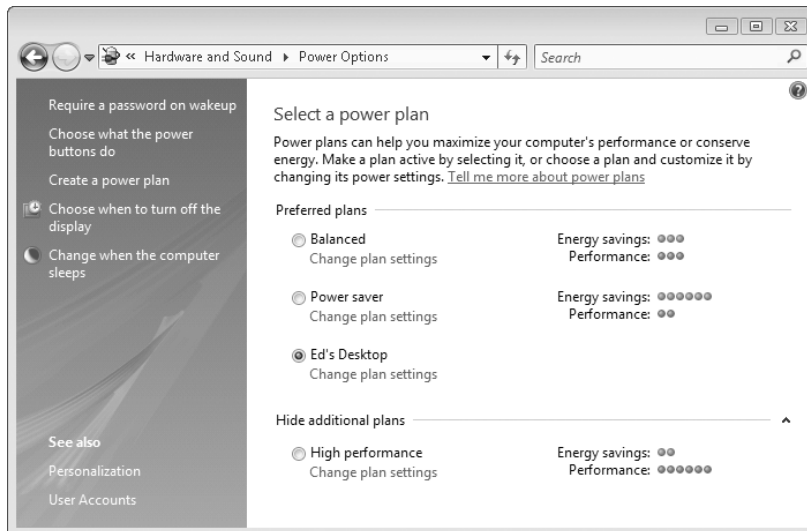 « Hardware and Sound ▸ Power Options
Search
Require a password on wakeup
Choose what the power
buttons do
Create a power plan
Choose when to turn off the
display
Change when the computer
sleeps
See also
Personalization
User Accounts
Select a power plan
Power plans can help you maximize your computer's performance or conserve
energy. Make a plan active by selecting it, or choose a plan and customize it by
changing its power settings. Tell me more about power plans
Preferred plans
Balanced Energy savings:
Change plan settings Performance:
Power saver Energy savings:
Change plan settings Performance:
Ed's Desktop
Change plan settings
Hide additional plans
High performance Energy savings:
Change plan settings Performance: